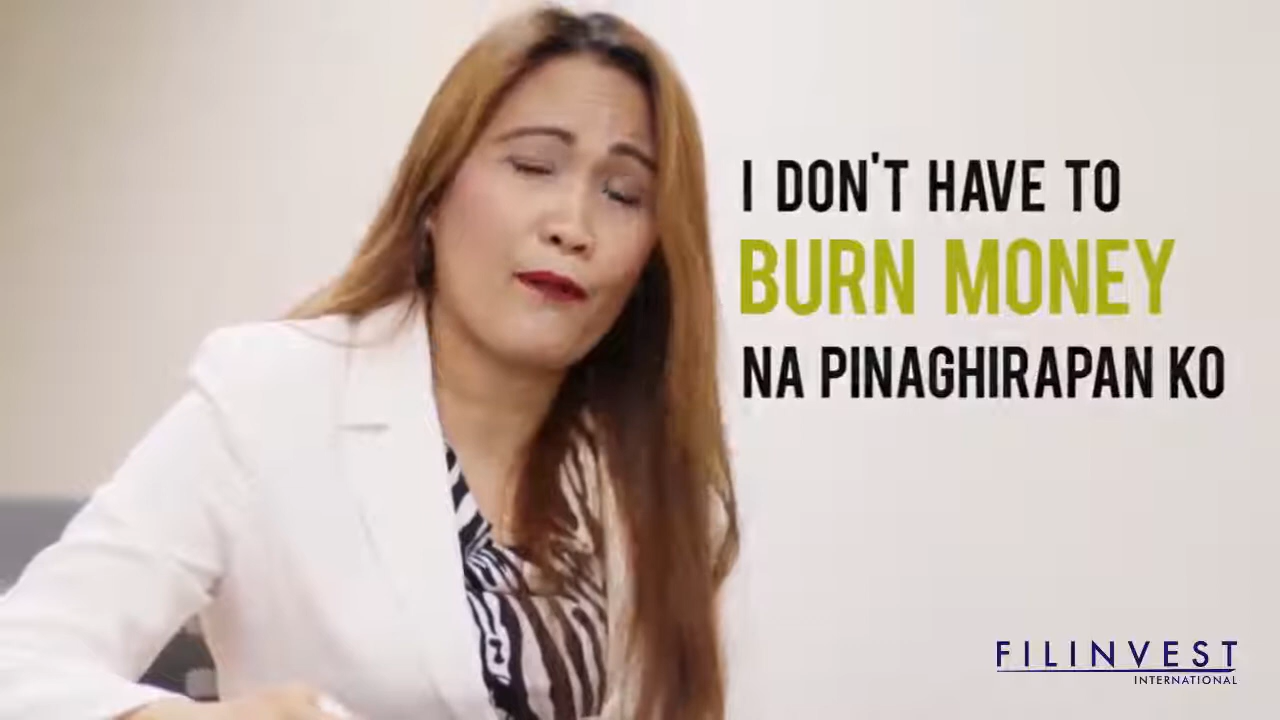 I DON'T HAVE TO
BURN MONEY
NA PINAGHIRAPAN KO
FILINVEST
INTERNATIONAL